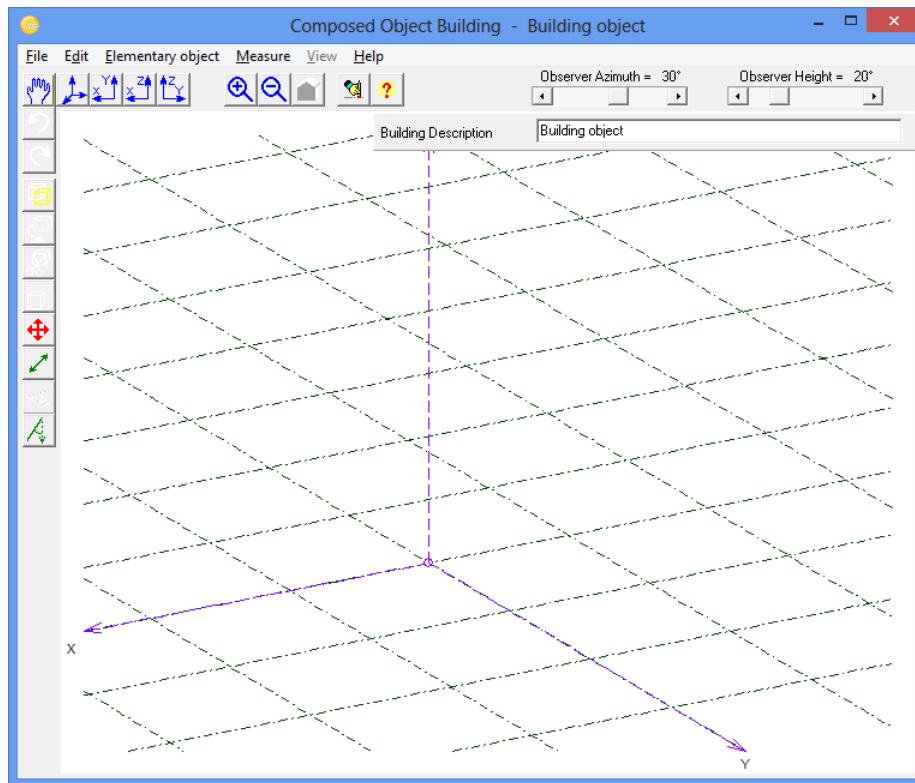 Composed Object Building - Building object
File Edit Elementary object Measure View Help
Observer Azimuth = 30° Observer Height = 20°
Building Description Building object
X
Y